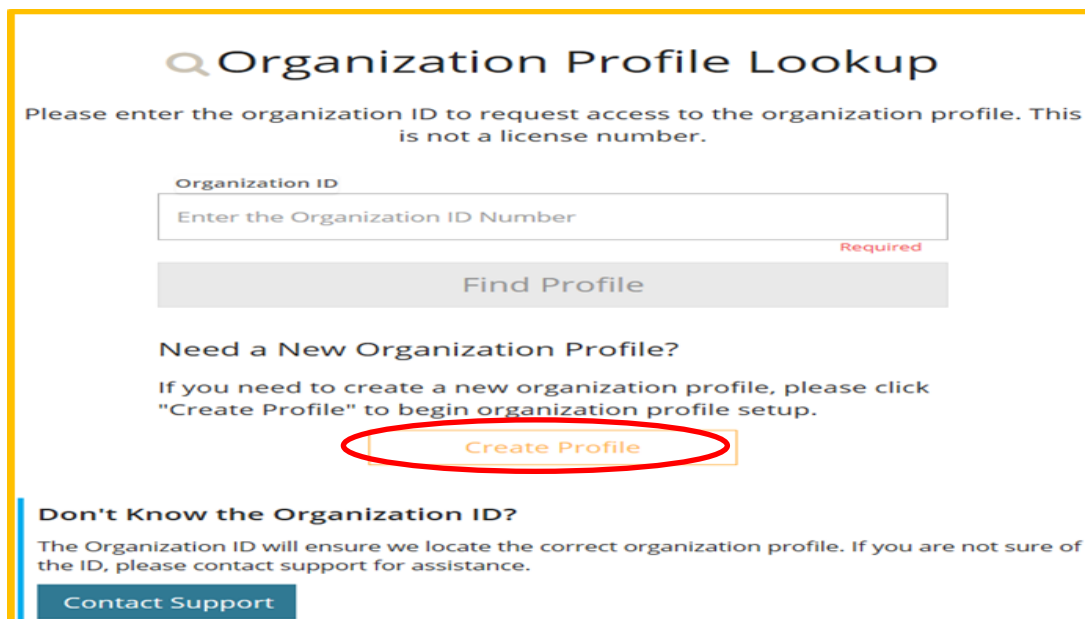 Organization Profile Lookup
Please enter the organization ID to request access to the organization profile. This
is not a license number.
Organization ID
Enter the Organization ID Number
Required
Find Profile
Need a New Organization Profile?
If you need to create a new organization profile, please click
"Create Profile" to begin organization profile setup.
Create Profile
Don't Know the Organization ID?
The Organization ID will ensure we locate the correct organization profile. If you are not sure of
the ID, please contact support for assistance.
Contact Support